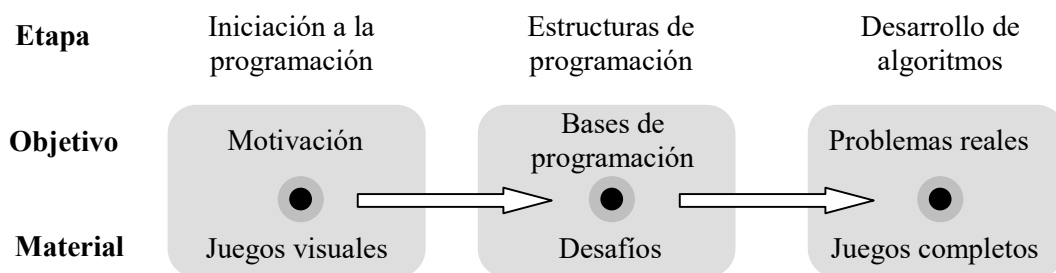 Etapa
Iniciación a la
programación
Estructuras de
programación
Desarrollo de
algoritmos
Objetivo
Motivación
Bases de
programación
Problemas reales
Material
Juegos visuales
Desafíos
Juegos completos